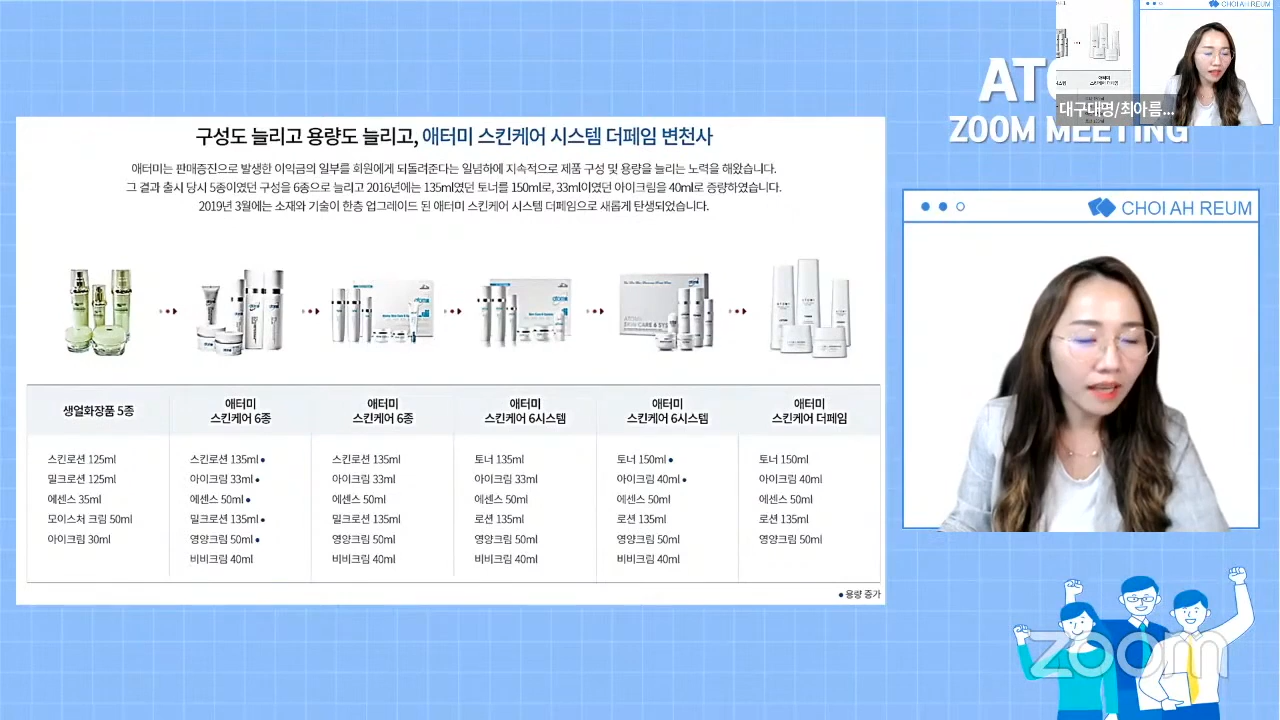 CHOI AH REUM
대구대명/최아름...
ZOOM MEETING
구성도 늘리고 용량도 늘리고, 애터미 스킨케어 시스템 더페임 변천사
애터미는 판매증진으로 발생한 이익금의 일부를 회원에게 되돌려준다는 일념하에 지속적으로 제품 구성 및 용량을 늘리는 노력을 해왔습니다.
그 결과 출시 당시 5종이었던 구성을 6종으로 늘리고 2016년에는 135ml였던 토너를 150ml로, 33ml이였던 아이크림을 40ml로 증량하였습니다.
2019년 3월에는 소재와 기술이 한층 업그레이드 된 애터미 스킨케어 시스템 더페임으로 새롭게 탄생되었습니다.
CHOI AH REUM
생얼화장품 5종
스킨로션 125ml
밀크로션 125ml
에센스 35ml
모이스처 크림 50ml
아이크림 30ml
애터미
스킨케어 6종
스킨로션 135ml •
아이크림 33ml •
에센스 50ml •
밀크로션 135ml •
영양크림 50ml •
비비크림 40ml
애터미
스킨케어 6종
스킨로션 135ml
아이크림 33ml
에센스 50ml
밀크로션 135ml
영양크림 50ml
비비크림 40ml
애터미
스킨케어 6시스템
토너 135ml
아이크림 33ml
에센스 50ml
로션 135ml
영양크림 50ml
비비크림 40ml
애터미
스킨케어 6시스템
토너 150ml •
아이크림 40ml •
에센스 50ml
로션 135ml
영양크림 50ml
비비크림 40ml
애터미
스킨케어 더페임
토너 150ml
아이크림 40ml
에센스 50ml
로션 135ml
영양크림 50ml
• 용량 증가
zoom